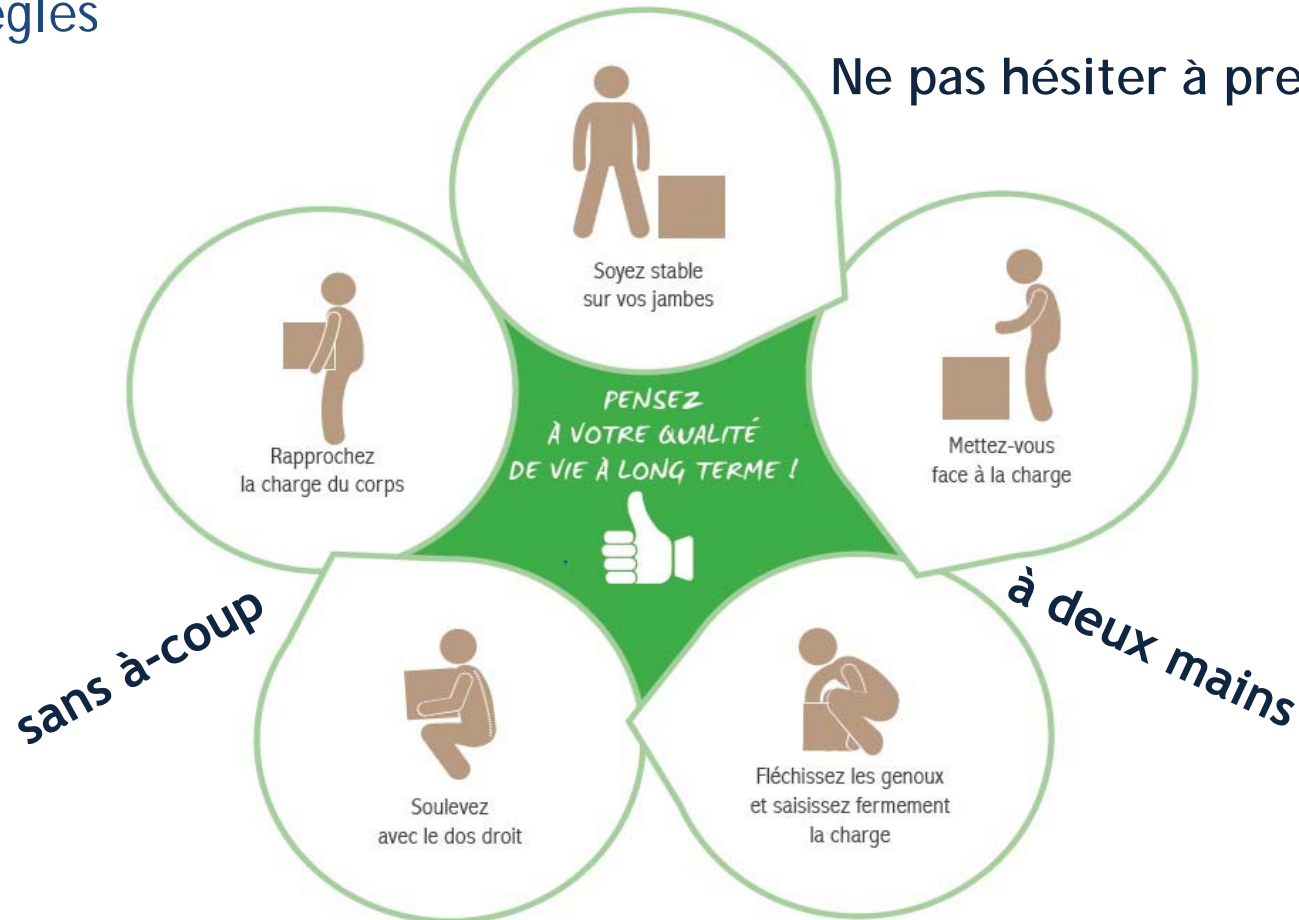 règles
Ne pas hésiter à pre
Soyez stable
sur vos jambes
Mettez-vous
face à la charge
à deux mains
Fléchissez les genoux
et saisissez fermement
la charge
Soulevez
avec le dos droit
sans à-coup
Rapprochez
la charge du corps
PENSEZ
À VOTRE QUALITÉ
DE VIE À LONG TERME !